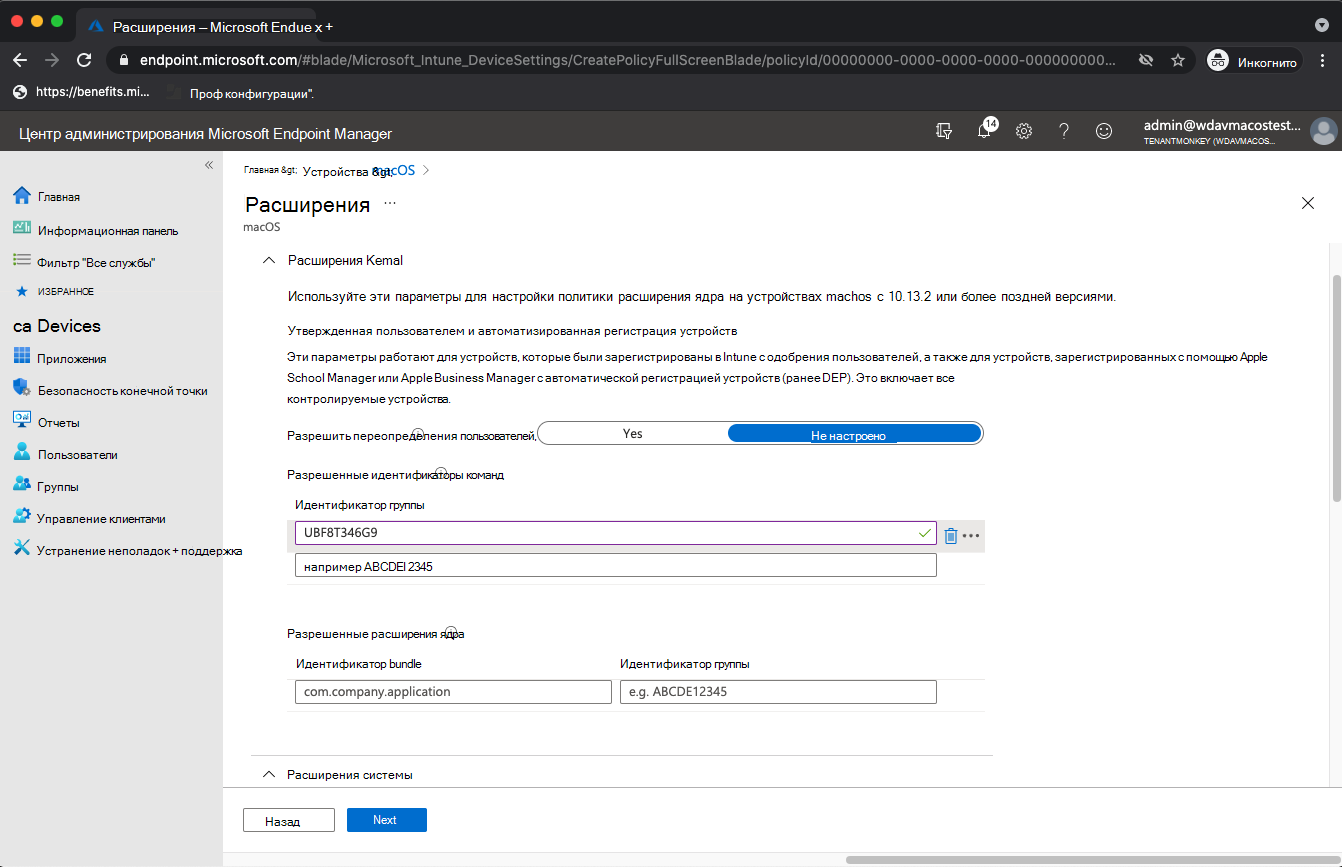 Расширения – Microsoft Endue x +
endpoint.microsoft.com/#blade/Microsoft_Intune_DeviceSettings/CreatePolicyFullScreenBlade/policyId/00000000-0000-0000-0000-000000000...
Инкогнито
https://benefits.mi...
Проф конфигурации".
Центр администрирования Microsoft Endpoint Manager
14
admin@wdavmacostest...
TENANTMONKEY (WDAVMACOS...
Главная &gt; Устройства &gt; macOS
Расширения ...
macOS
Главная
Информационная панель
Фильтр "Все службы"
ИЗБРАННОЕ
ca Devices
Приложения
Безопасность конечной точки
Отчеты
Пользователи
Группы
Управление клиентами
Устранение неполадок + поддержка
Расширения Kemal
Используйте эти параметры для настройки политики расширения ядра на устройствах machos с 10.13.2 или более поздней версиями.
Утвержденная пользователем и автоматизированная регистрация устройств
Эти параметры работают для устройств, которые были зарегистрированы в Intune с одобрения пользователей, а также для устройств, зарегистрированных с помощью Apple
School Manager или Apple Business Manager с автоматической регистрацией устройств (ранее DEP). Это включает все
контролируемые устройства.
Разрешить переопределения пользователей, Yes Не настроено
Разрешенные идентификаторы команд
Идентификатор группы
UBF8T346G9
например ABCDEI 2345
Разрешенные расширения ядра
Идентификатор bundle Идентификатор группы
com.company.application e.g. ABCDE12345
Расширения системы
Назад Next